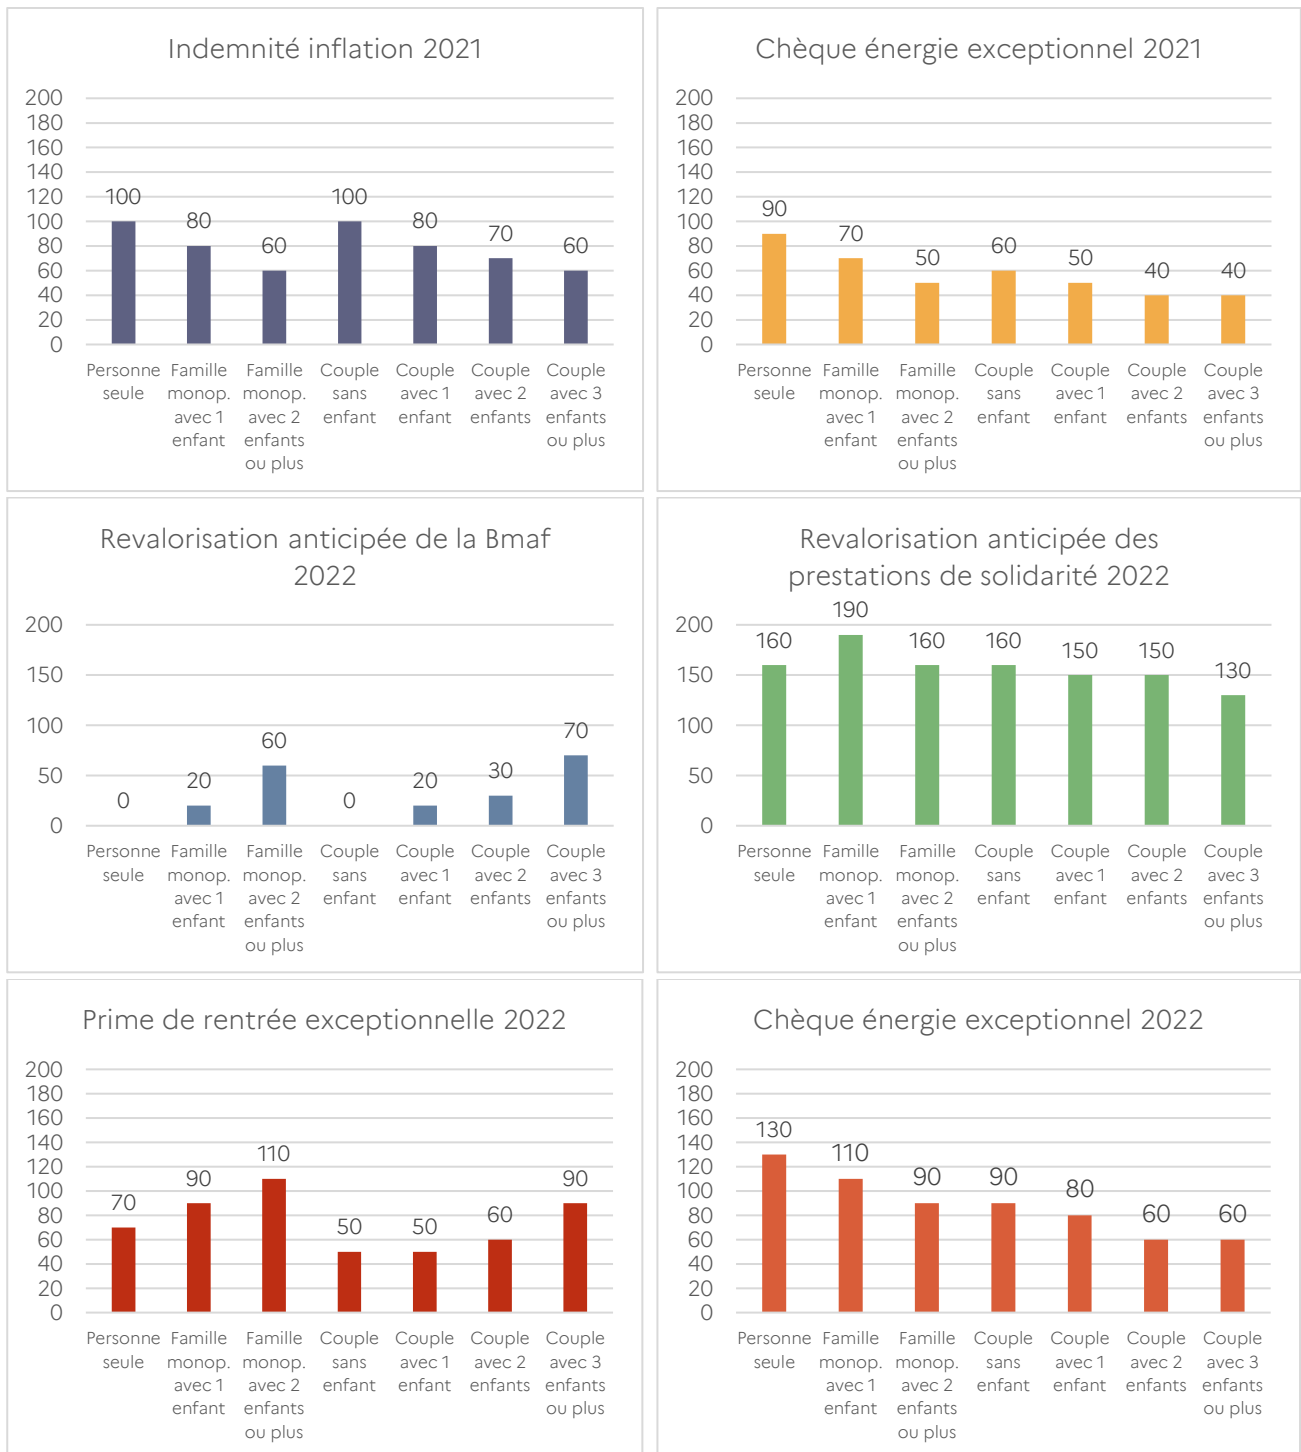 Indemnité inflation 2021
200
180
160
140
120
100
80
60
40
20
0
100
80
60
100
80
70
60
Personne Famille Famille Couple Couple Couple Couple
seule monop. monop. sans avec 1 avec 2 avec 3
avec 1 avec 2 enfant enfant enfants enfants
enfant enfants ou plus
ou plus
Chèque énergie exceptionnel 2021
200
180
160
140
120
100
80
60
40
20
0
90
70
50
60
50
40
40
Personne Famille Famille Couple Couple Couple Couple
seule monop. monop. sans avec 1 avec 2 avec 3
avec 1 avec 2 enfant enfant enfants enfants
enfant enfants ou plus
ou plus
Revalorisation anticipée de la Bmaf
2022
200
150
100
50
0
0
20
60
0
20
30
70
Personne Famille Famille Couple Couple Couple Couple
seule monop. monop. sans avec 1 avec 2 avec 3
avec 1 avec 2 enfant enfant enfants enfants
enfant enfants ou plus
ou plus
Revalorisation anticipée des
prestations de solidarité 2022
200
150
100
50
0
160
190
160
160
150
150
130
Personne Famille Famille Couple Couple Couple Couple
seule monop. monop. sans avec 1 avec 2 avec 3
avec 1 avec 2 enfant enfant enfants enfants
enfant enfants ou plus
ou plus
Prime de rentrée exceptionnelle 2022
200
180
160
140
120
100
80
60
40
20
0
70
90
110
50
50
60
90
Personne Famille Famille Couple Couple Couple Couple
seule monop. monop. sans avec 1 avec 2 avec 3
avec 1 avec 2 enfant enfant enfants enfants
enfant enfants ou plus
ou plus
Chèque énergie exceptionnel 2022
200
180
160
140
120
100
80
60
40
20
0
130
110
90
90
80
60
60
Personne Famille Famille Couple Couple Couple Couple
seule monop. monop. sans avec 1 avec 2 avec 3
avec 1 avec 2 enfant enfant enfants enfants
enfant enfants ou plus
ou plus